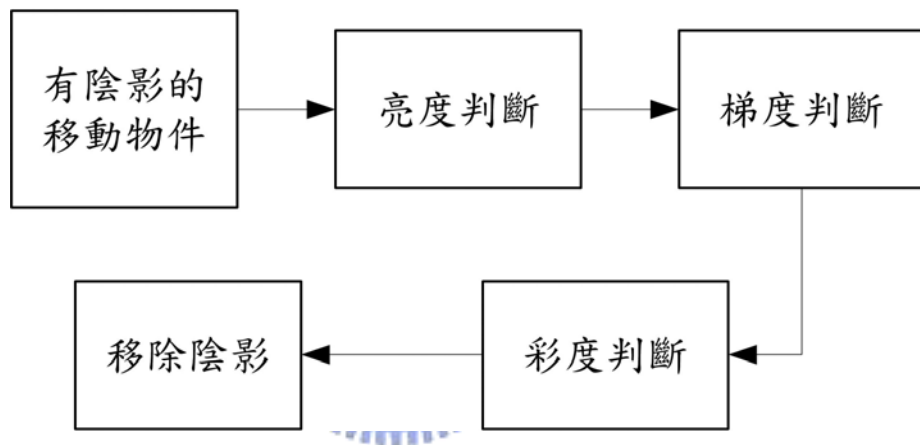 有陰影的
移動物件
亮度判斷
梯度判斷
彩度判斷
移除陰影